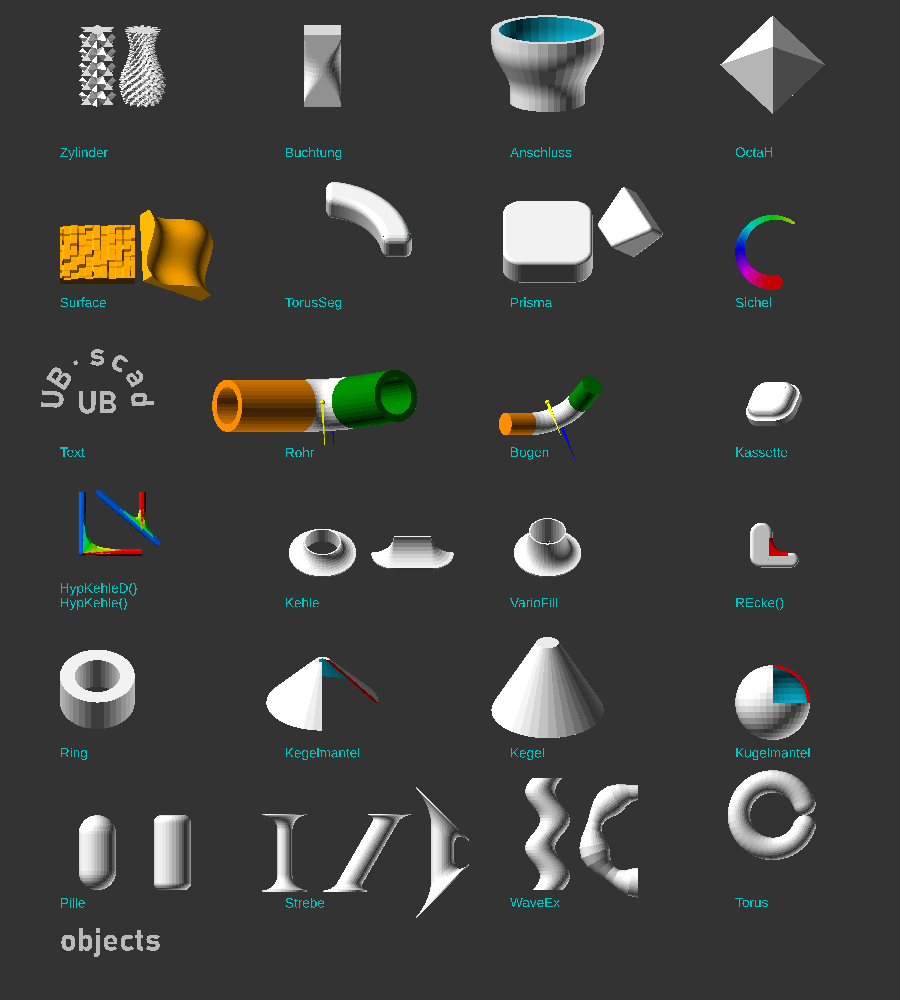 Zylinder
Buchtung
Anschluss
OctaH
Surface
TorusSeg
Prisma
Sichel
UB·scad
UB
Text
Rohr
Bogen
Kassette
HypKehleD()
HypKehle()
Kehle
VarioFill
REcke()
Ring
Kegelmantel
Kegel
Kugelmantel
Pille
Strebe
WaveEx
Torus
objects